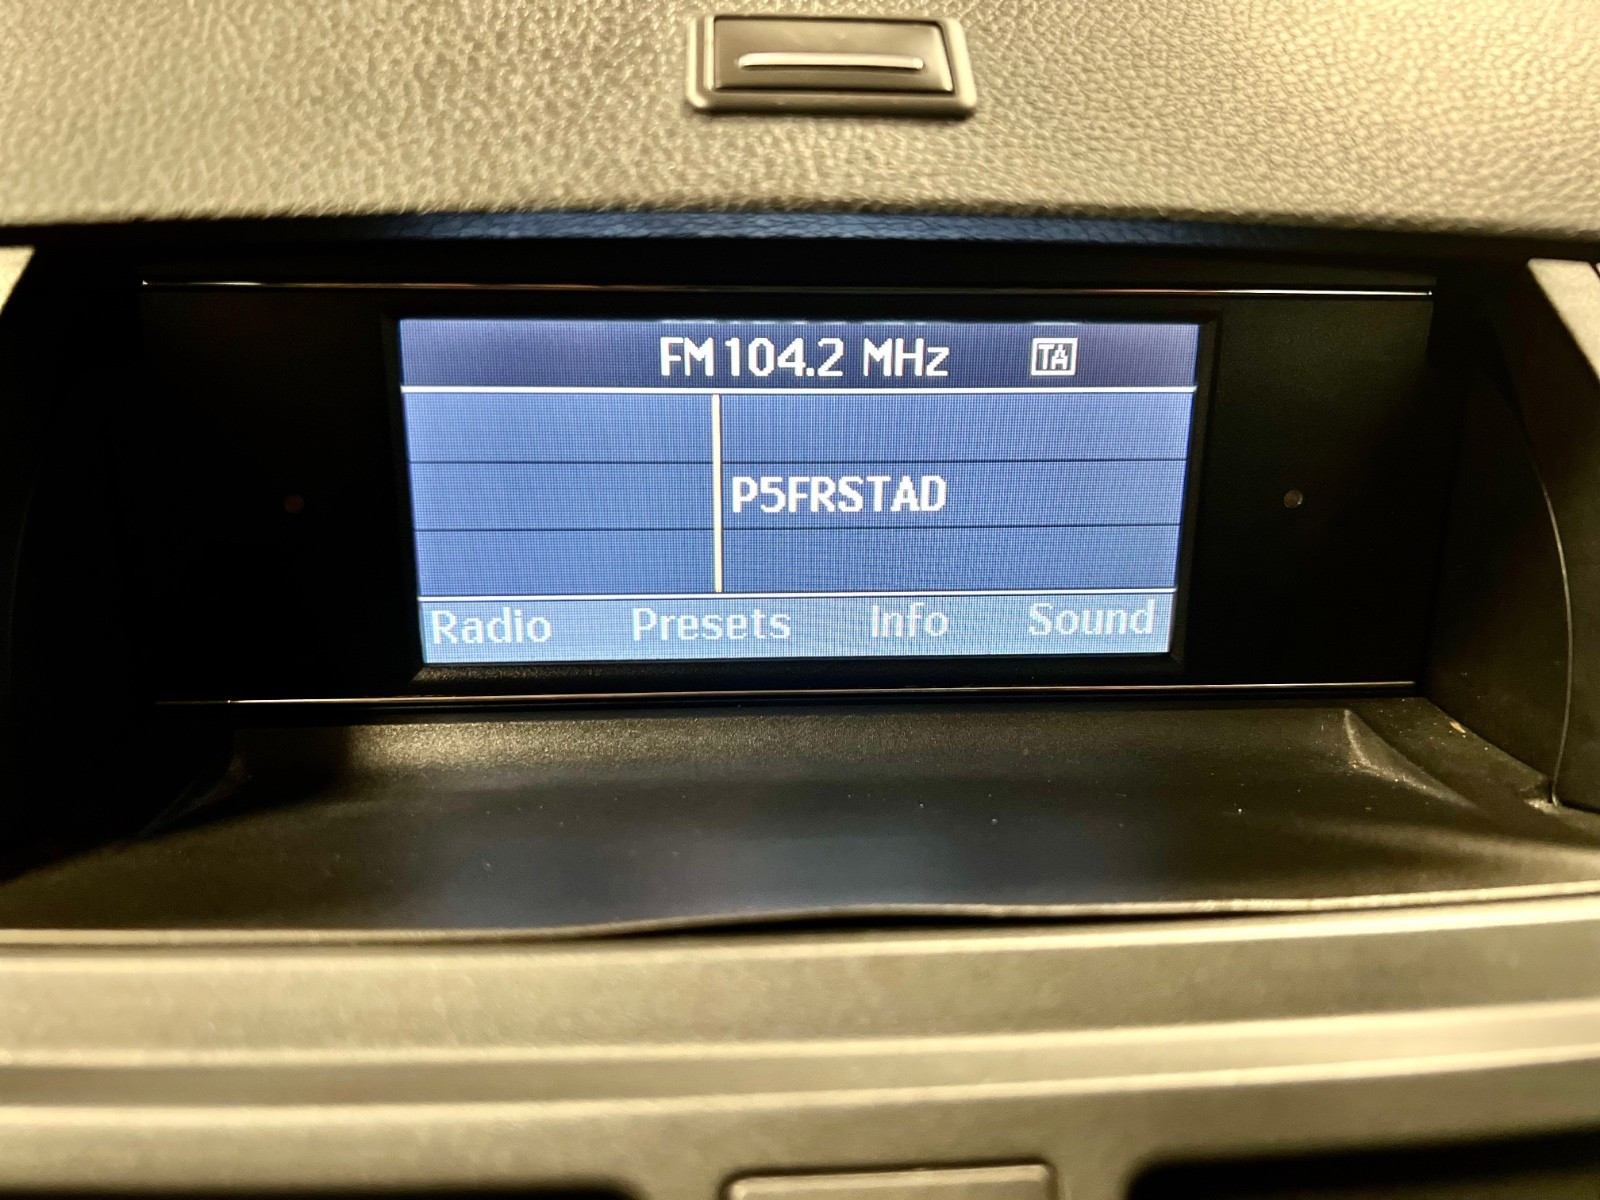 FM 104.2 MHz TA
P5FRSTAD
Radio Presets Info Sound